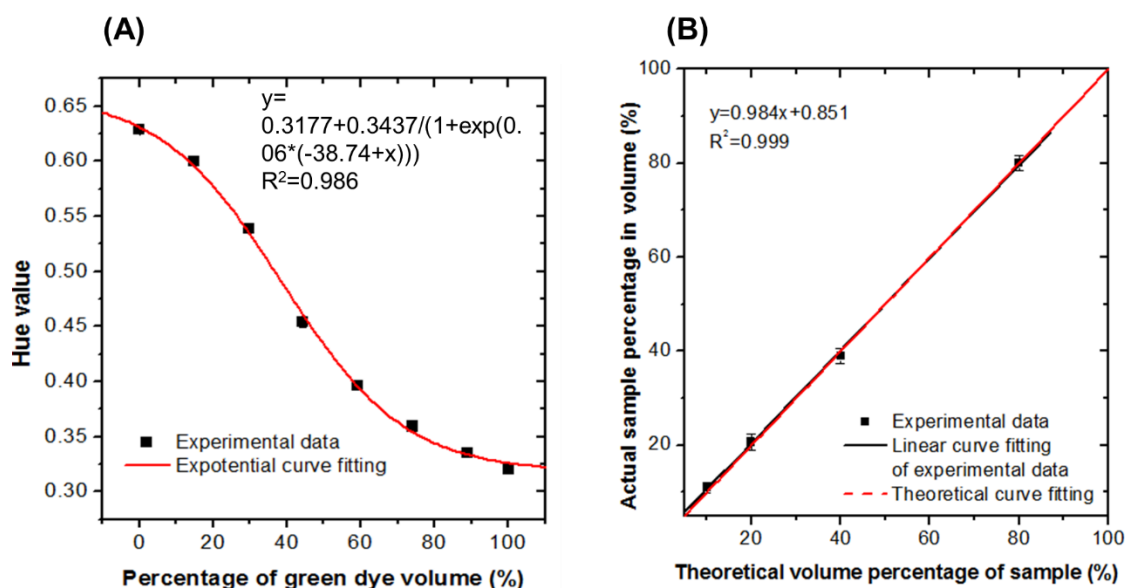 (A)
y=
0.3177+0.3437/(1+exp(0.
06*(-38.74+x)))
R²=0.986
0.65
0.60
0.55
0.50
0.45
0.40
0.35
0.30
Hue value
Experimental data
Expotential curve fitting
0
20
40
60
80
100
Percentage of green dye volume (%)
(B)
100
80
60
40
20
Actual sample percentage in volume (%)
y=0.984x+0.851
R²=0.999
Experimental data
Linear curve fitting
of experimental data
Theoretical curve fitting
20
40
60
80
100
Theoretical volume percentage of sample (%)